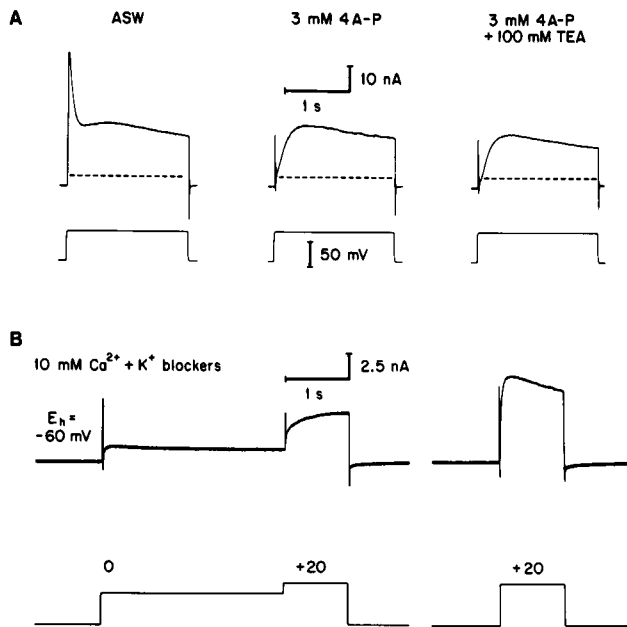 A
ASW
3 mM 4A-P
3 mM 4A-P
+ 100 mM TEA
10 nA
1 s
50 mV
B
10 mM Ca²⁺ + K⁺ blockers
2.5 nA
1 s
Eₕ =
-60 mV
0
+20
+20